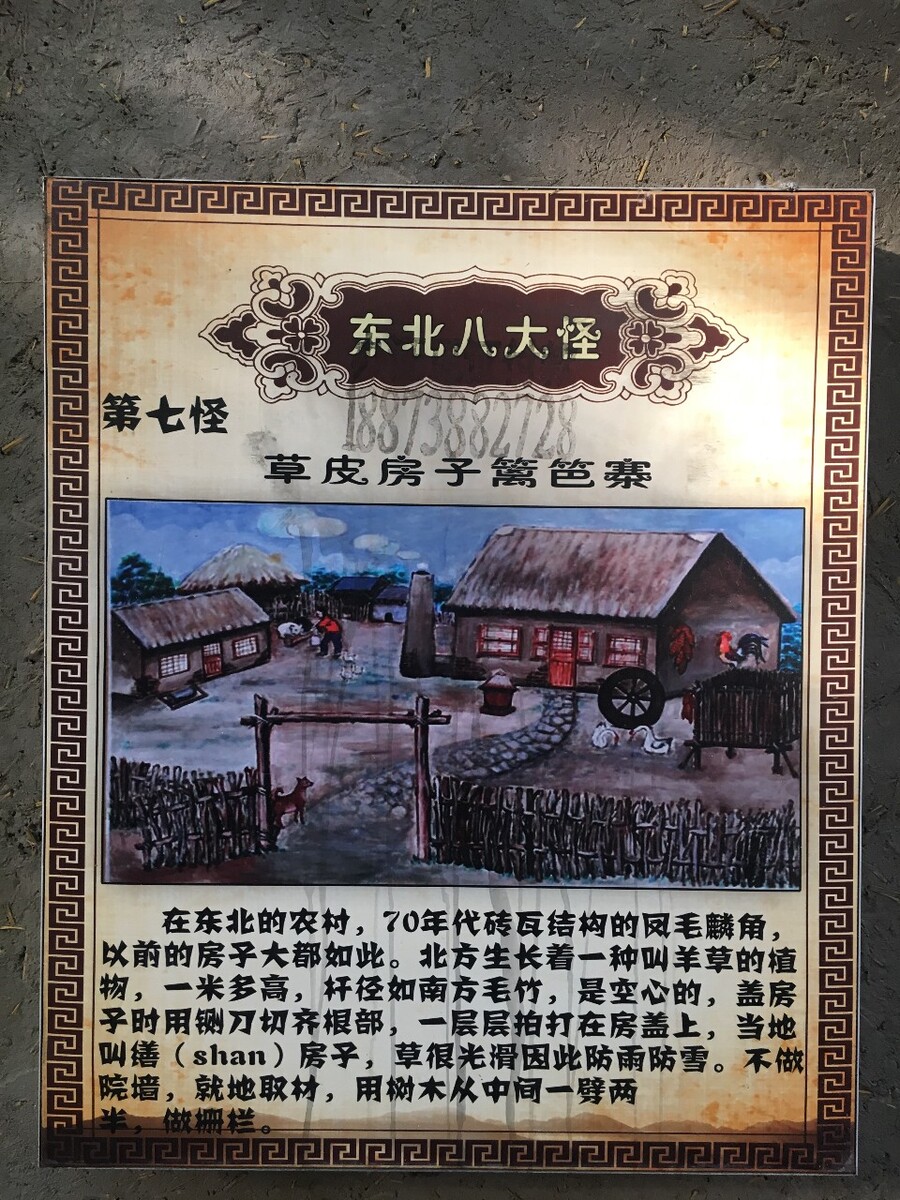 东北八大怪
第七怪
18873882728
草皮房子篱笆寨
在东北的农村，70年代砖瓦结构的凤毛麟角，
以前的房子大都如此。北方生长着一种叫羊草的植
物，一米多高，杆径如南方毛竹，是空心的，盖房
子时用铡刀切齐根部，一层层拍打在房盖上，当地
叫缮（shan）房子，草很光滑因此防雨防雪。不做
院墙，就地取材，用树木从中间一劈两
半，做栅栏。